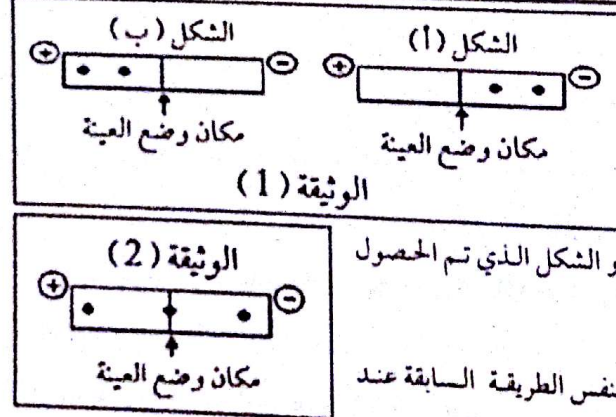 الشكل (أ)
الشكل (ب)
+ − + −
مكان وضع العينة
مكان وضع العينة
الوثيقة (1)
و الشكل الذي تم الحصول
الوثيقة (2)
+ −
مكان وضع العينة
نفس الطريقة السابقة عند